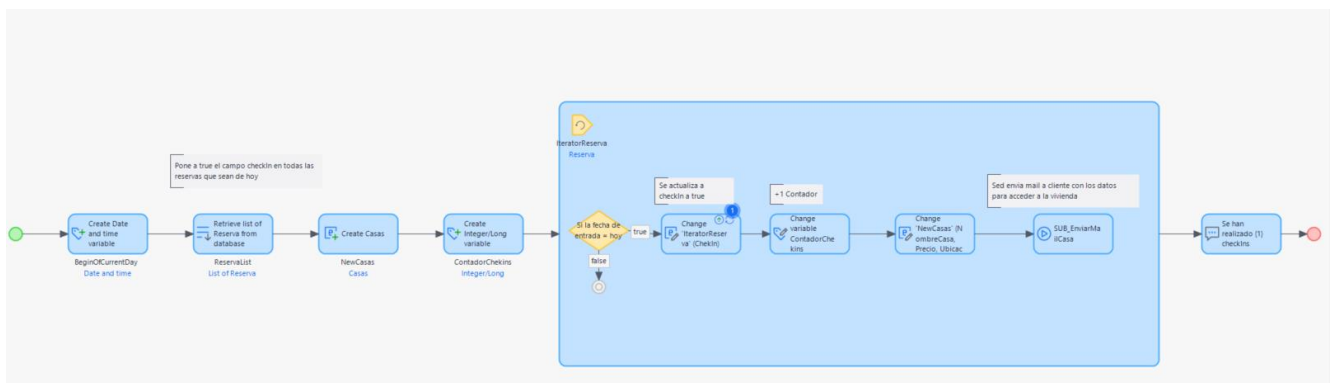 Pone a true el campo checkIn en todas las
reservas que sean de hoy
Create Date
and time
variable
BeginOfCurrentDay
Date and time
Retrieve list of
Reserva from
database
ReservaList
List of Reserva
Create Casas
NewCasas
Casas
Create
Integer/Long
variable
ContadorChekins
Integer/Long
IteratorReserva
Reserva
Si la fecha de
entrada = hoy
true
false
Se actualiza a
checkIn a true
1
Change
'IteratorReser
va' (ChekIn)
+1 Contador
Change
variable
ContadorChe
kins
Change
'NewCasas' (N
ombreCasa,
Precio, Ubicac
Sed envia mail a cliente con los datos
para acceder a la vivienda
SUB_EnviarMa
ilCasa
Se han
realizado {1}
checkIns.